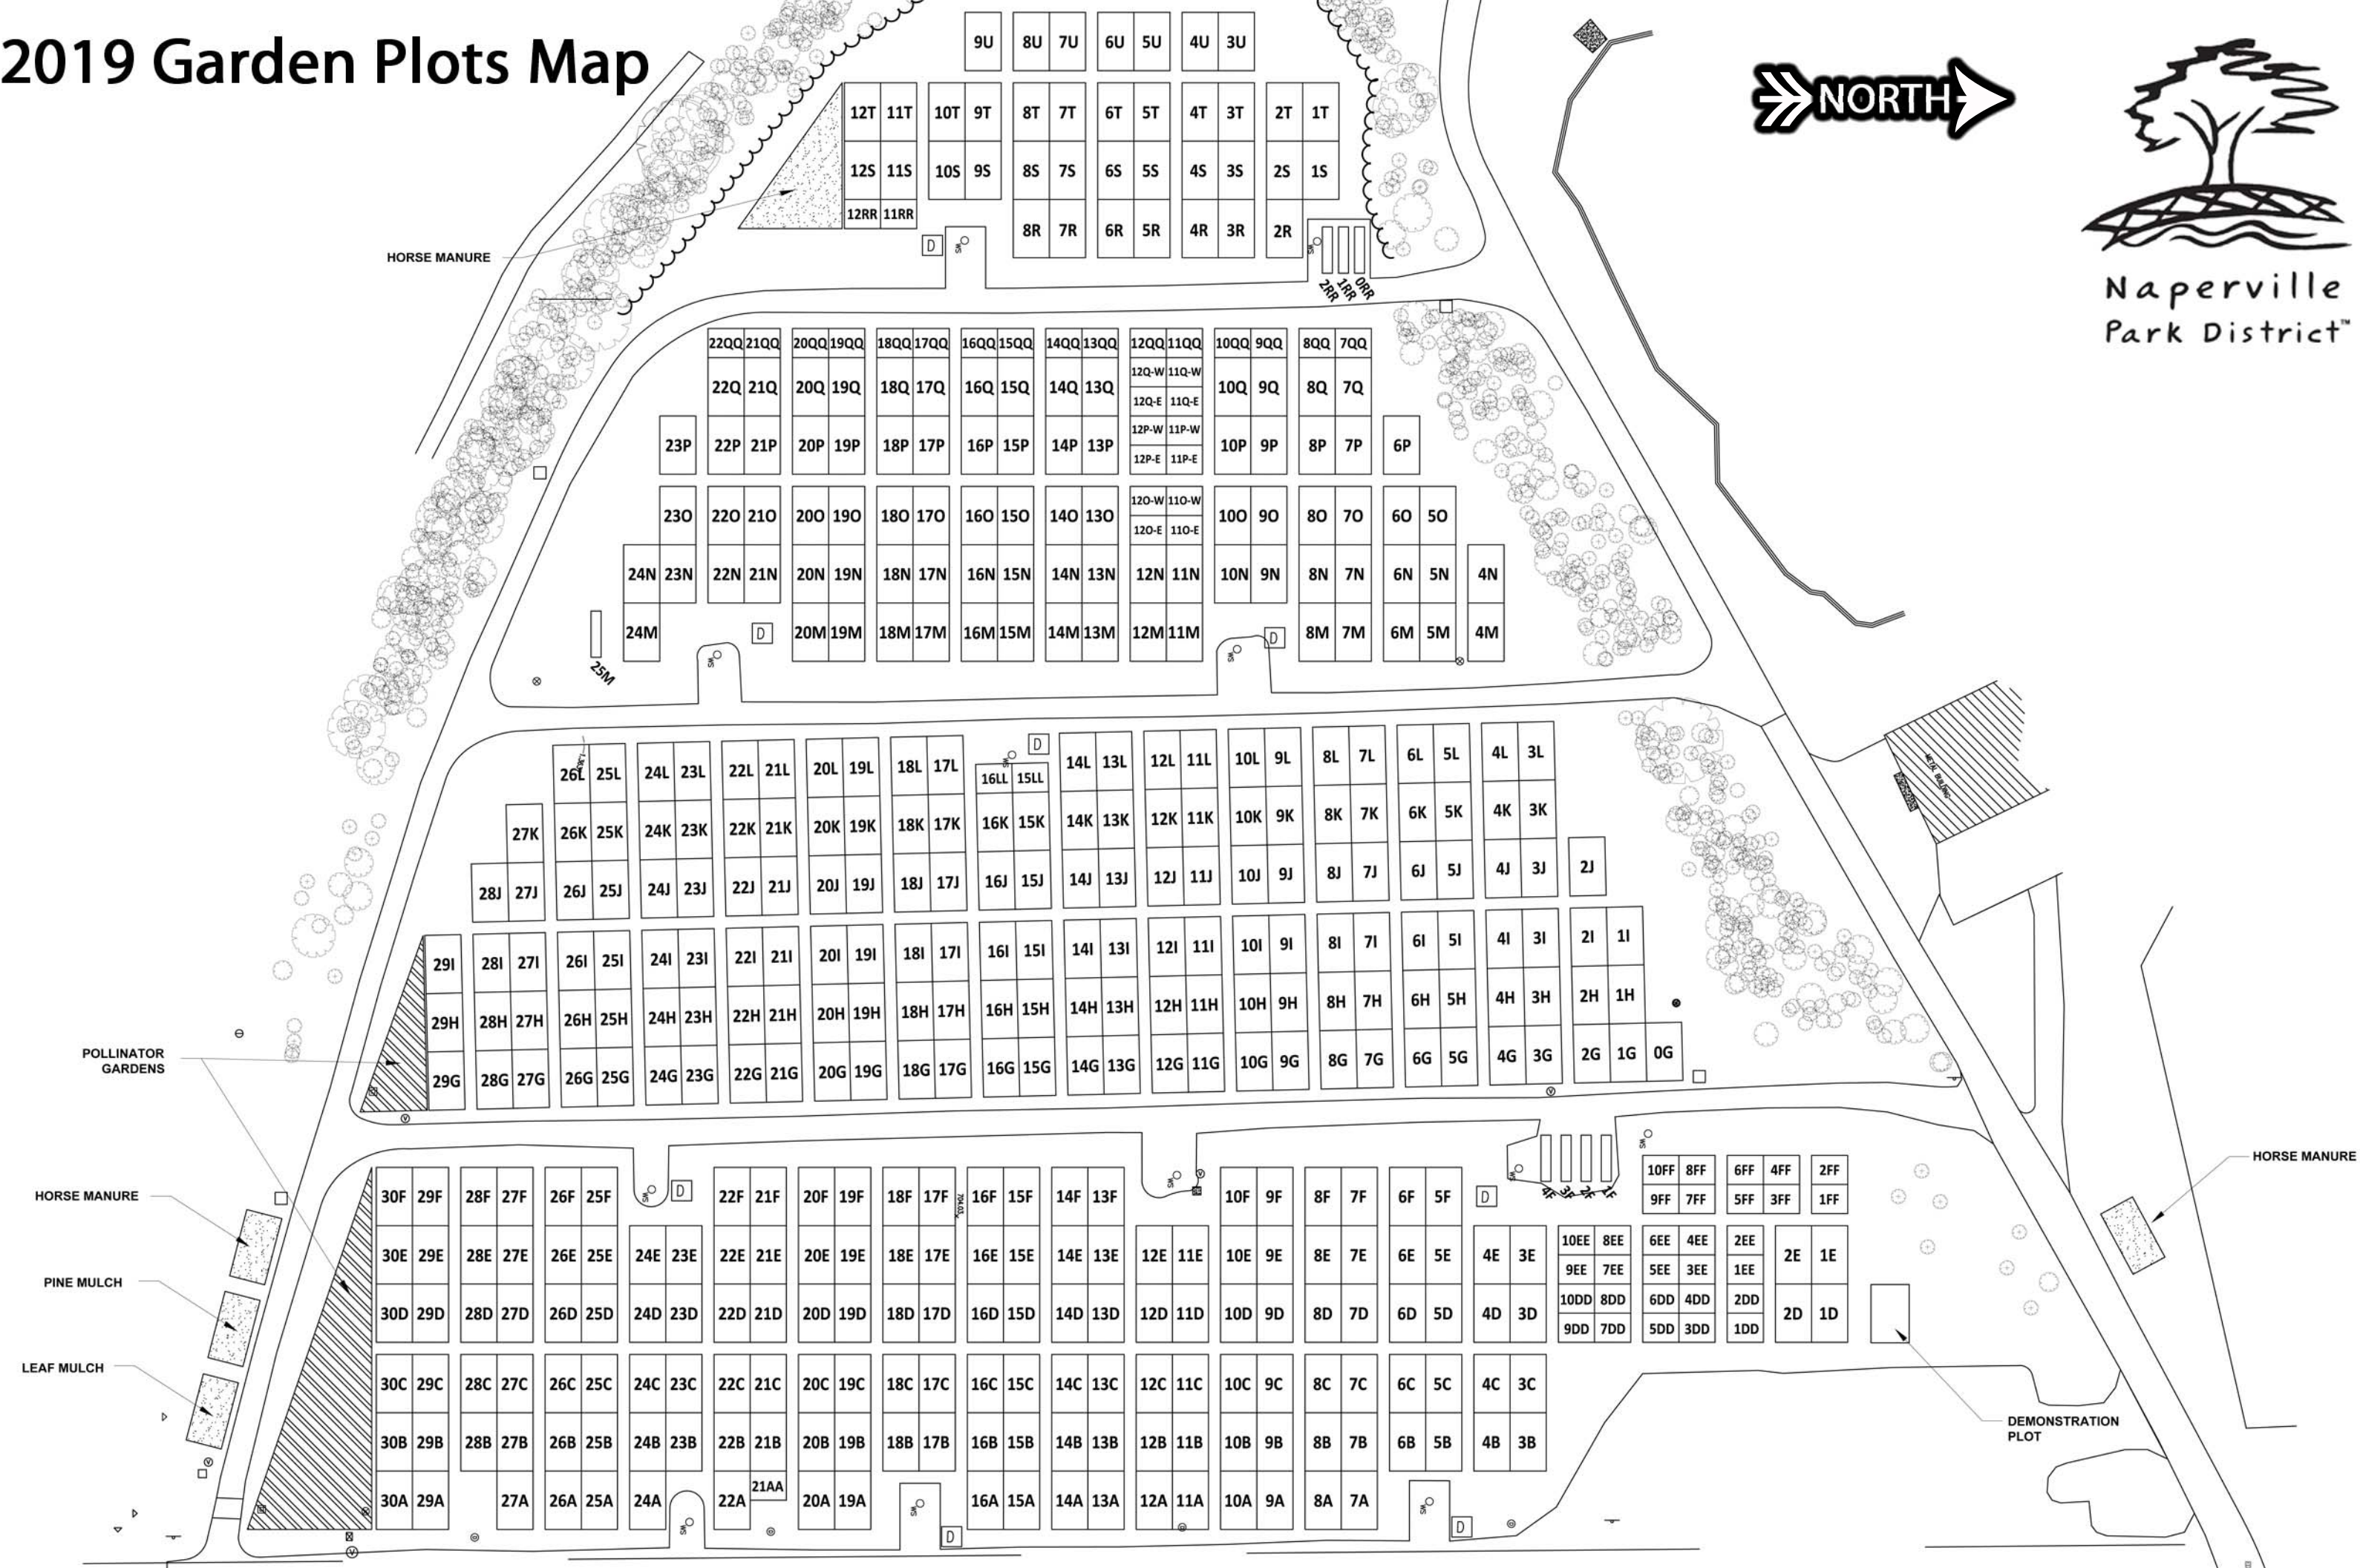 2019 Garden Plots Map
NORTH
Naperville
Park District™
9U 8U 7U 6U 5U 4U 3U
12T 11T 10T 9T 8T 7T 6T 5T 4T 3T 2T 1T
12S 11S 10S 9S 8S 7S 6S 5S 4S 3S 2S 1S
12RR 11RR
8R 7R 6R 5R 4R 3R 2R
HORSE MANURE
D WS WS
2RR 1RR 0RR
22QQ 21QQ 20QQ 19QQ 18QQ 17QQ 16QQ 15QQ 14QQ 13QQ 12QQ 11QQ 10QQ 9QQ 8QQ 7QQ
12Q-W 11Q-W
22Q 21Q 20Q 19Q 18Q 17Q 16Q 15Q 14Q 13Q 10Q 9Q 8Q 7Q
12Q-E 11Q-E
12P-W 11P-W
23P 22P 21P 20P 19P 18P 17P 16P 15P 14P 13P 10P 9P 8P 7P 6P
12P-E 11P-E
12O-W 11O-W
23O 22O 21O 20O 19O 18O 17O 16O 15O 14O 13O 10O 9O 8O 7O 6O 5O
12O-E 11O-E
24N 23N 22N 21N 20N 19N 18N 17N 16N 15N 14N 13N 12N 11N 10N 9N 8N 7N 6N 5N 4N
24M D 20M 19M 18M 17M 16M 15M 14M 13M 12M 11M D 8M 7M 6M 5M 4M
25M WS WS
D
WS
26L 25L 24L 23L 22L 21L 20L 19L 18L 17L 14L 13L 12L 11L 10L 9L 8L 7L 6L 5L 4L 3L
16LL 15LL
METAL BUILDING
27K 26K 25K 24K 23K 22K 21K 20K 19K 18K 17K 16K 15K 14K 13K 12K 11K 10K 9K 8K 7K 6K 5K 4K 3K
28J 27J 26J 25J 24J 23J 22J 21J 20J 19J 18J 17J 16J 15J 14J 13J 12J 11J 10J 9J 8J 7J 6J 5J 4J 3J 2J
29I 28I 27I 26I 25I 24I 23I 22I 21I 20I 19I 18I 17I 16I 15I 14I 13I 12I 11I 10I 9I 8I 7I 6I 5I 4I 3I 2I 1I
29H 28H 27H 26H 25H 24H 23H 22H 21H 20H 19H 18H 17H 16H 15H 14H 13H 12H 11H 10H 9H 8H 7H 6H 5H 4H 3H 2H 1H
29G 28G 27G 26G 25G 24G 23G 22G 21G 20G 19G 18G 17G 16G 15G 14G 13G 12G 11G 10G 9G 8G 7G 6G 5G 4G 3G 2G 1G 0G
POLLINATOR
GARDENS
HORSE MANURE
30F 29F 28F 27F 26F 25F WS D 22F 21F 20F 19F 18F 17F 704.03 16F 15F 14F 13F WS 10F 9F 8F 7F 6F 5F D WS
4F 3F 2F 1F
WS
10FF 8FF 6FF 4FF 2FF
9FF 7FF 5FF 3FF 1FF
HORSE MANURE
30E 29E 28E 27E 26E 25E 24E 23E 22E 21E 20E 19E 18E 17E 16E 15E 14E 13E 12E 11E 10E 9E 8E 7E 6E 5E 4E 3E
10EE 8EE 6EE 4EE 2EE
9EE 7EE 5EE 3EE 1EE
2E 1E
30D 29D 28D 27D 26D 25D 24D 23D 22D 21D 20D 19D 18D 17D 16D 15D 14D 13D 12D 11D 10D 9D 8D 7D 6D 5D 4D 3D
10DD 8DD 6DD 4DD 2DD
9DD 7DD 5DD 3DD 1DD
2D 1D
PINE MULCH
LEAF MULCH
30C 29C 28C 27C 26C 25C 24C 23C 22C 21C 20C 19C 18C 17C 16C 15C 14C 13C 12C 11C 10C 9C 8C 7C 6C 5C 4C 3C
DEMONSTRATION
PLOT
30B 29B 28B 27B 26B 25B 24B 23B 22B 21B 20B 19B 18B 17B 16B 15B 14B 13B 12B 11B 10B 9B 8B 7B 6B 5B 4B 3B
21AA
30A 29A 27A 26A 25A 24A 22A 20A 19A 16A 15A 14A 13A 12A 11A 10A 9A 8A 7A
WS WS D WS D